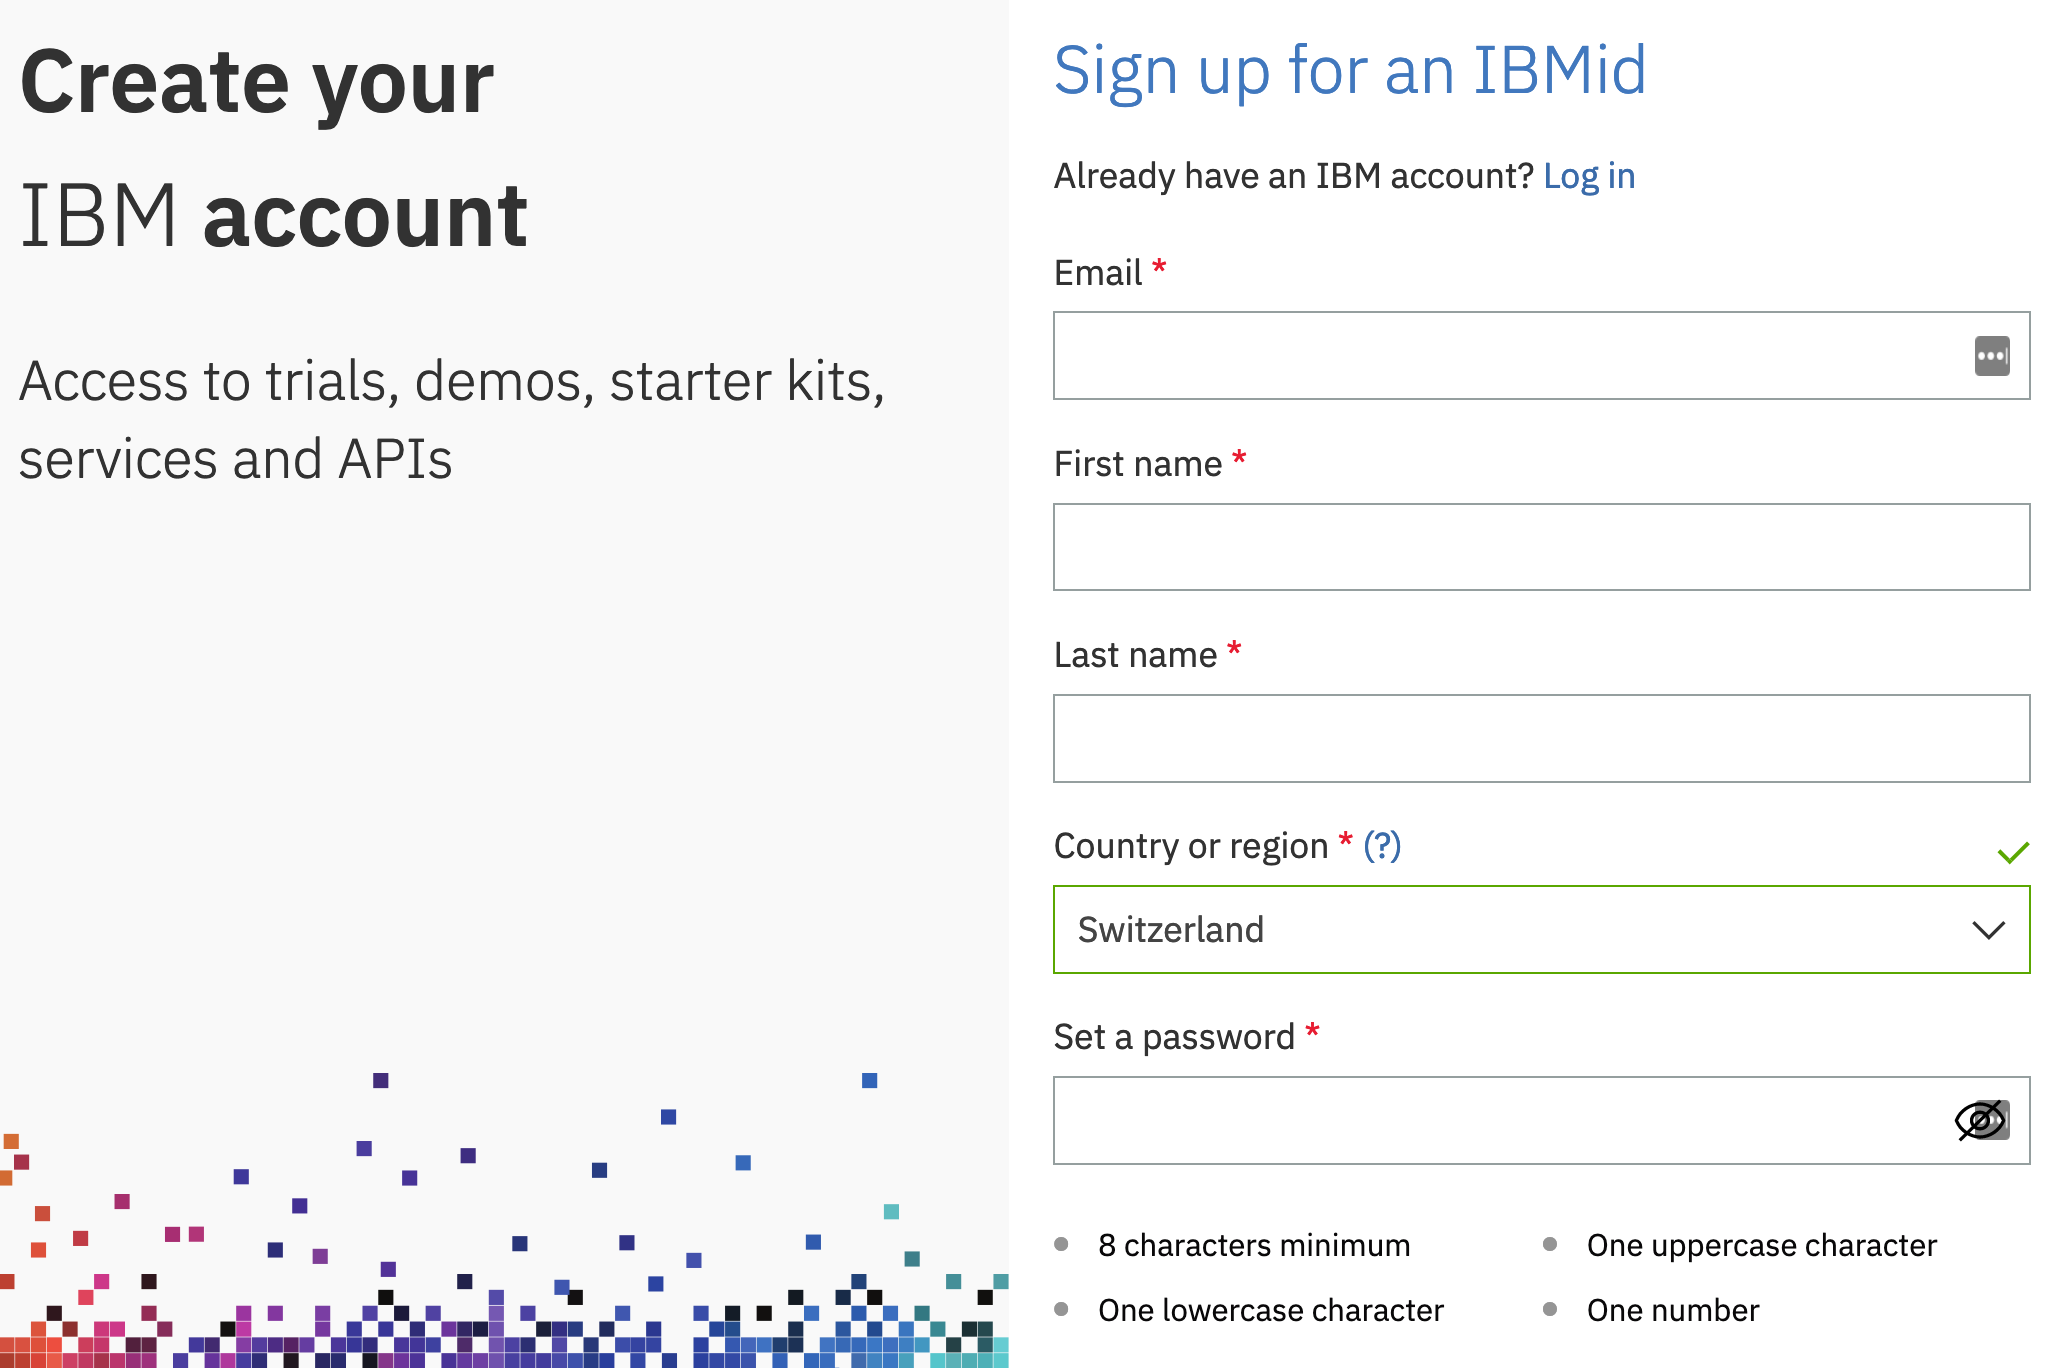 Create your
IBM account
Access to trials, demos, starter kits,
services and APIs
Sign up for an IBMid
Already have an IBM account? Log in
Email *
First name *
Last name *
Country or region * (?)
Switzerland
Set a password *
8 characters minimum
One uppercase character
One lowercase character
One number